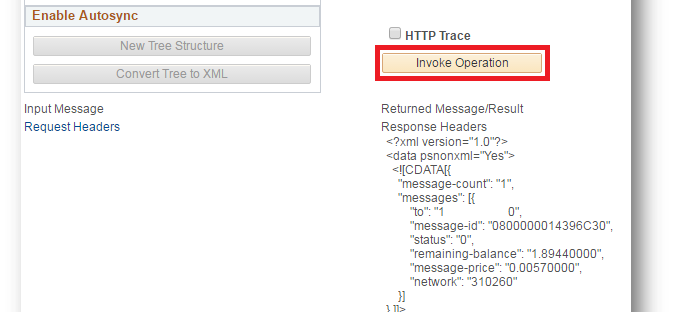 Enable Autosync
New Tree Structure
Convert Tree to XML
HTTP Trace
Invoke Operation
Input Message
Request Headers
Returned Message/Result
Response Headers
<?xml version="1.0"?>
<data psnonxml="Yes">
<![CDATA[{
"message-count": "1",
"messages": [{
"to": "1 0",
"message-id": "0800000014396C30",
"status": "0",
"remaining-balance": "1.89440000",
"message-price": "0.00570000",
"network": "310260"
}]
} ]]>